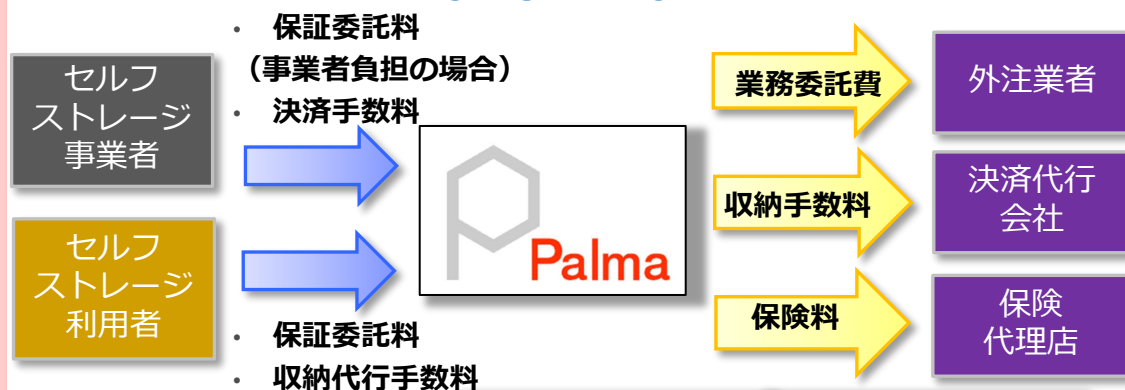 ・ 保証委託料
（事業者負担の場合）
・ 決済手数料
セルフ
ストレージ
事業者
セルフ
ストレージ
利用者
Palma
・ 保証委託料
・ 収納代行手数料
業務委託費
外注業者
収納手数料
決済代行
会社
保険料
保険
代理店